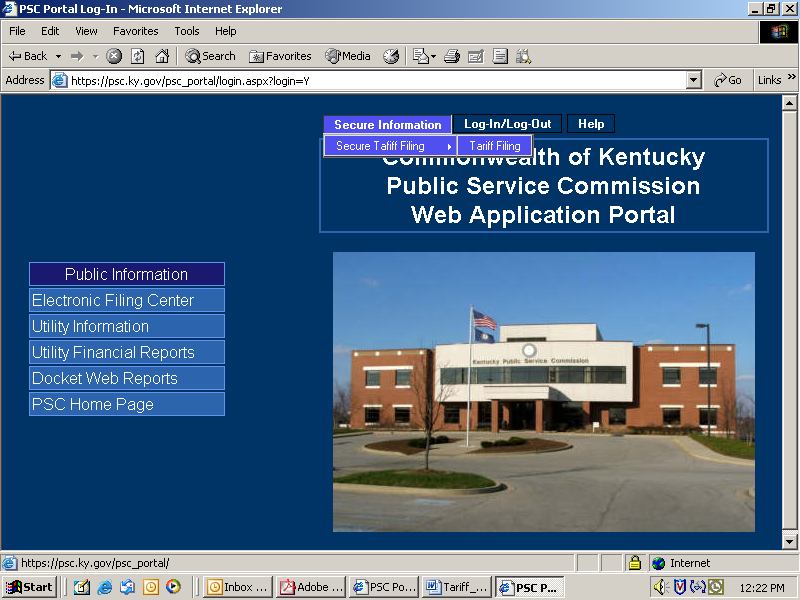 PSC Portal Log-In - Microsoft Internet Explorer
File Edit View Favorites Tools Help
Back Search Favorites Media
Address https://psc.ky.gov/psc_portal/login.aspx?login=Y Go Links »
Secure Information Log-In/Log-Out Help
Secure Tafiff Filing Tariff Filing
Commonwealth of Kentucky
Public Service Commission
Web Application Portal
Public Information
Electronic Filing Center
Utility Information
Utility Financial Reports
Docket Web Reports
PSC Home Page
Kentucky Public Service Commission
https://psc.ky.gov/psc_portal/ Internet
Start Inbox ... Adobe ... PSC Po... Tariff_... PSC P... 12:22 PM